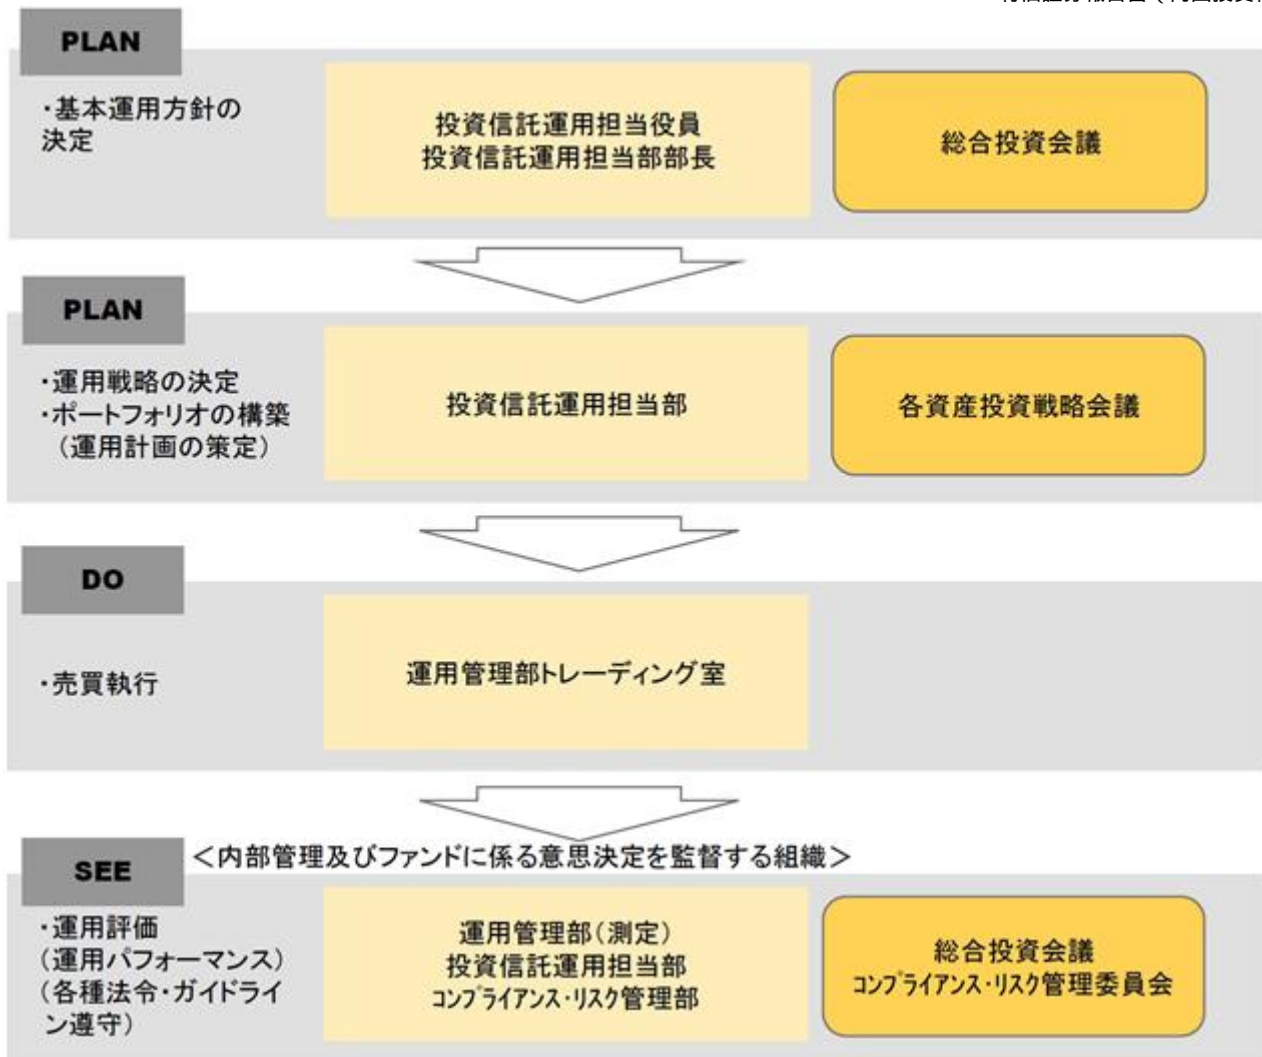 PLAN
・基本運用方針の
決定
投資信託運用担当役員
投資信託運用担当部部長
総合投資会議
PLAN
・運用戦略の決定
・ポートフォリオの構築
(運用計画の策定)
投資信託運用担当部
各資産投資戦略会議
DO
・売買執行
運用管理部トレーディング室
SEE
＜内部管理及びファンドに係る意思決定を監督する組織＞
・運用評価
(運用パフォーマンス)
(各種法令・ガイドライ
ン遵守)
運用管理部(測定)
投資信託運用担当部
ｺﾝﾌﾟﾗｲｱﾝｽ・ﾘｽｸ管理部
総合投資会議
ｺﾝﾌﾟﾗｲｱﾝｽ・ﾘｽｸ管理委員会